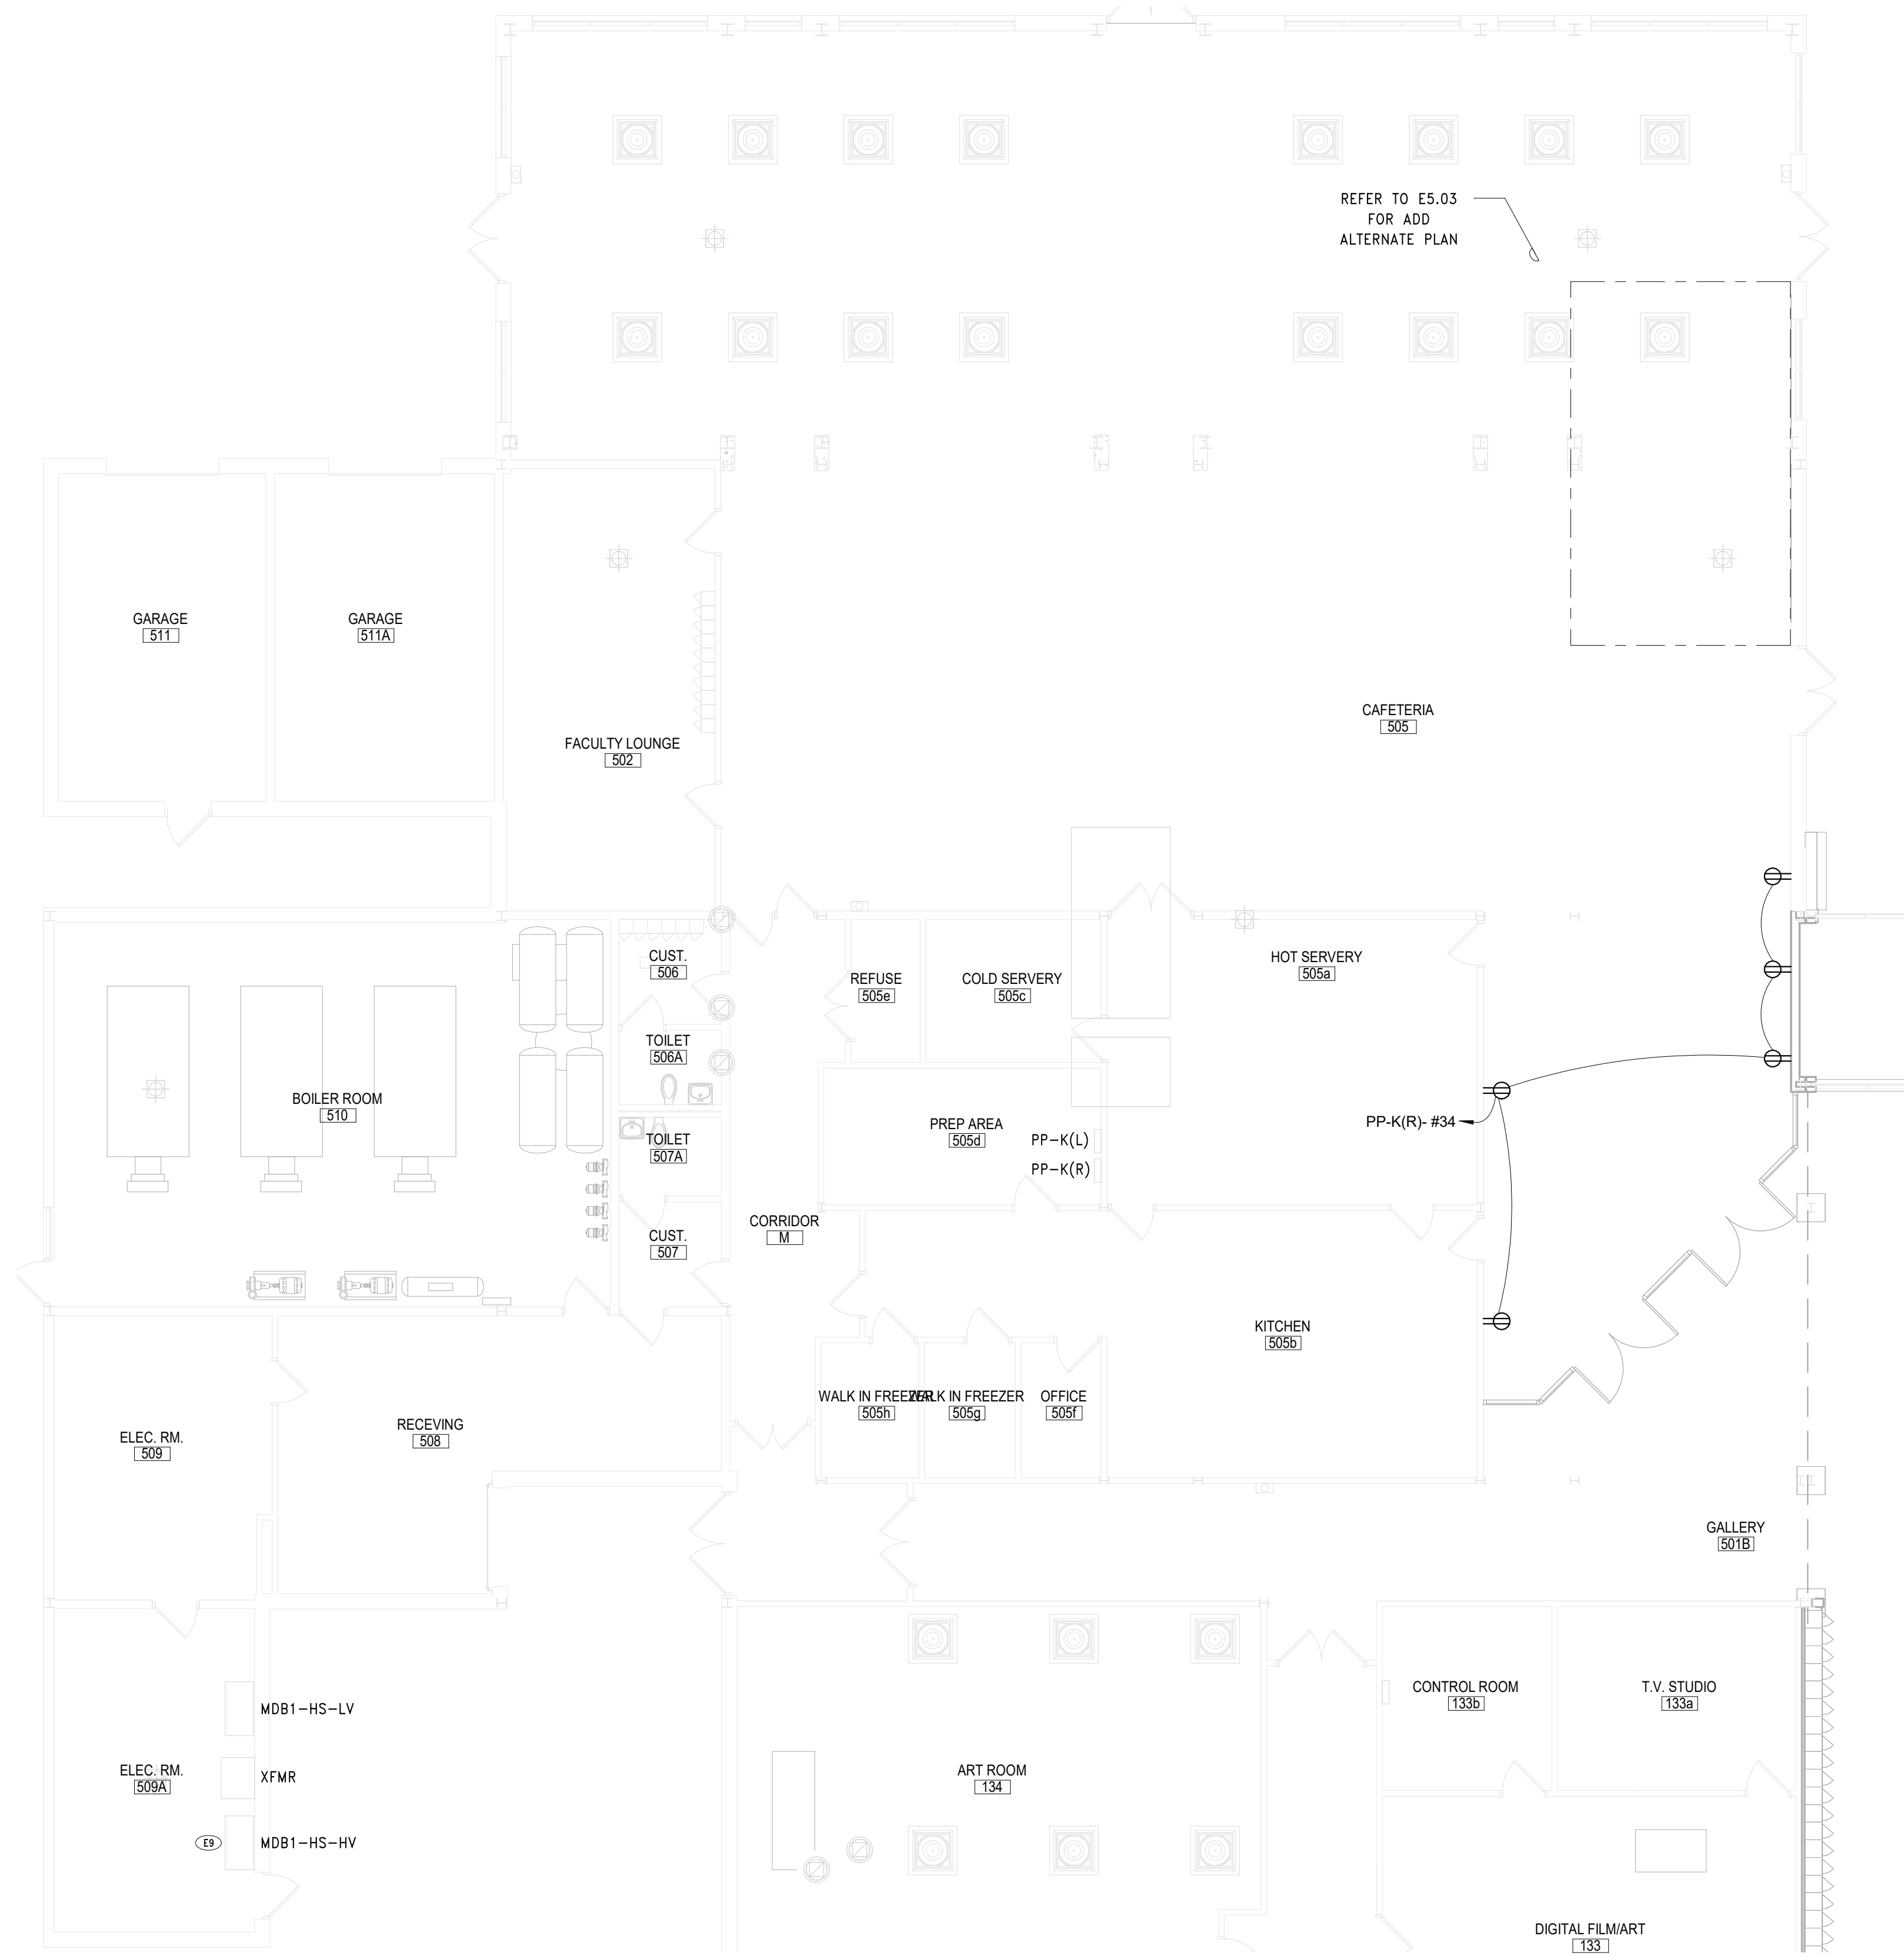 REFER TO E5.03
FOR ADD
ALTERNATE PLAN
GARAGE
511
GARAGE
511A
FACULTY LOUNGE
502
CAFETERIA
505
CUST.
506
REFUSE
505e
COLD SERVERY
505c
HOT SERVERY
505a
TOILET
506A
BOILER ROOM
510
PREP AREA
505d
PP-K(L)
PP-K(R)
PP-K(R)- #34
TOILET
507A
CORRIDOR
M
CUST.
507
KITCHEN
505b
WALK IN FREEZER
505h
WALK IN FREEZER
505g
OFFICE
505f
ELEC. RM.
509
RECEVING
508
GALLERY
501B
MDB1-HS-LV
CONTROL ROOM
133b
T.V. STUDIO
133a
ELEC. RM.
509A
XFMR
ART ROOM
134
E9
MDB1-HS-HV
DIGITAL FILM/ART
133